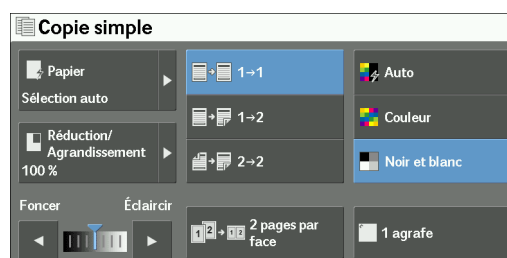 Copie simple
Papier
Sélection auto
Réduction/
Agrandissement
100 %
Foncer
Éclaircir
1→1
1→2
2→2
2 pages par
face
Auto
Couleur
Noir et blanc
1 agrafe